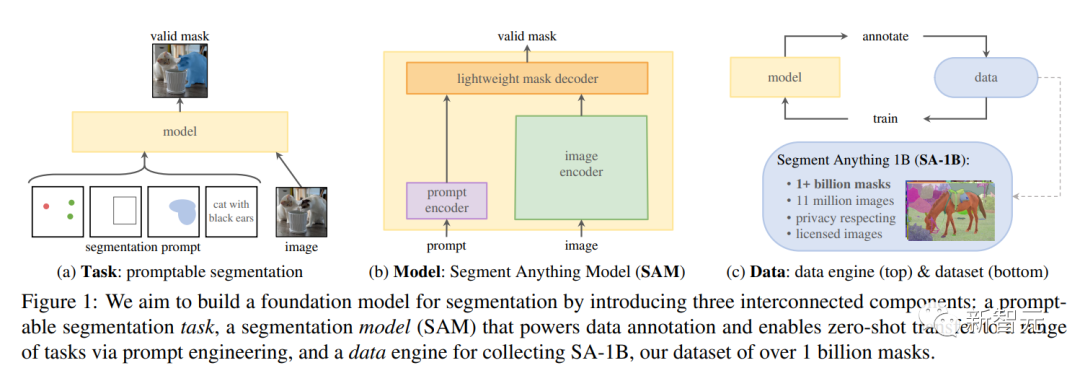 valid mask
model
cat with
black ears
segmentation prompt
image
(a) Task: promptable segmentation
valid mask
lightweight mask decoder
image
encoder
prompt
encoder
prompt
image
(b) Model: Segment Anything Model (SAM)
annotate
model
data
train
Segment Anything 1B (SA-1B):
• 1+ billion masks
• 11 million images
• privacy respecting
• licensed images
(c) Data: data engine (top) & dataset (bottom)
Figure 1: We aim to build a foundation model for segmentation by introducing three interconnected components: a prompt-
able segmentation task, a segmentation model (SAM) that powers data annotation and enables zero-shot transfer to a range
of tasks via prompt engineering, and a data engine for collecting SA-1B, our dataset of over 1 billion masks.
新智元